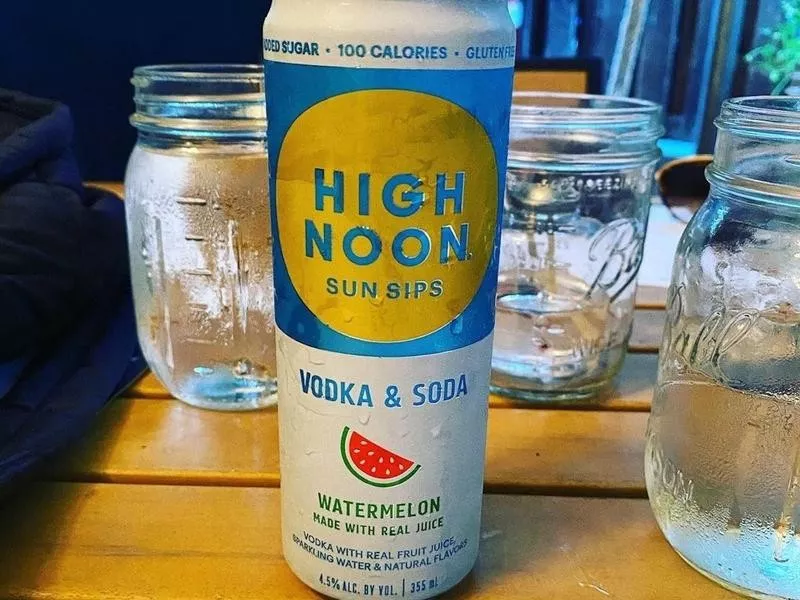 ADDED SUGAR • 100 CALORIES • GLUTEN FRE
HIGH
NOON
SUN SIPS
VODKA & SODA
WATERMELON
MADE WITH REAL JUICE
VODKA WITH REAL FRUIT JUICE,
SPARKLING WATER & NATURAL FLAVORS
4.5% ALC. BY VOL. | 355 ml
Ball